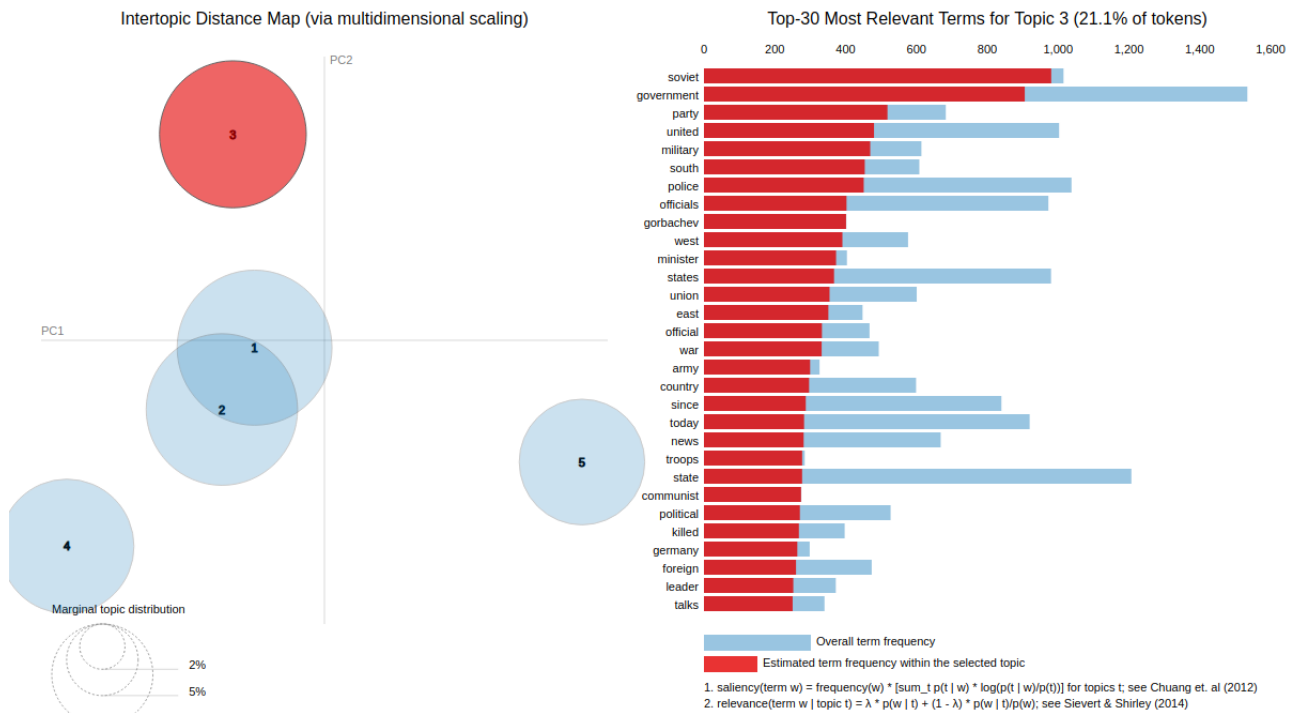 Intertopic Distance Map (via multidimensional scaling)
PC2
PC1
3
1
2
5
4
Marginal topic distribution
2%
5%
Top-30 Most Relevant Terms for Topic 3 (21.1% of tokens)
0 200 400 600 800 1,000 1,200 1,400 1,600
soviet
government
party
united
military
south
police
officials
gorbachev
west
minister
states
union
east
official
war
army
country
since
today
news
troops
state
communist
political
killed
germany
foreign
leader
talks
Overall term frequency
Estimated term frequency within the selected topic
1. saliency(term w) = frequency(w) * [sum_t p(t | w) * log(p(t | w)/p(t))] for topics t; see Chuang et. al (2012)
2. relevance(term w | topic t) = λ * p(w | t) + (1 - λ) * p(w | t)/p(w); see Sievert & Shirley (2014)